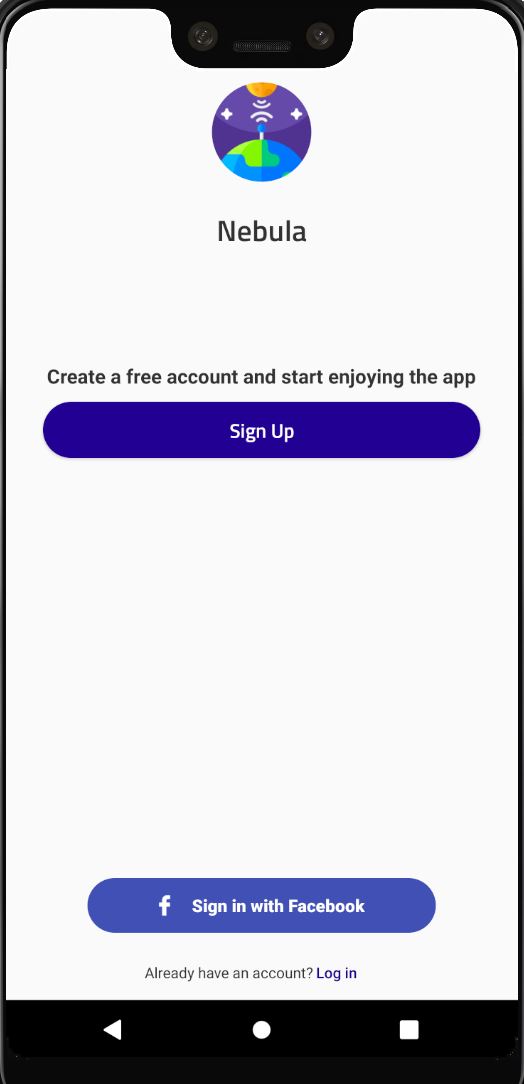 Nebula
Create a free account and start enjoying the app
Sign Up
f Sign in with Facebook
Already have an account? Log in